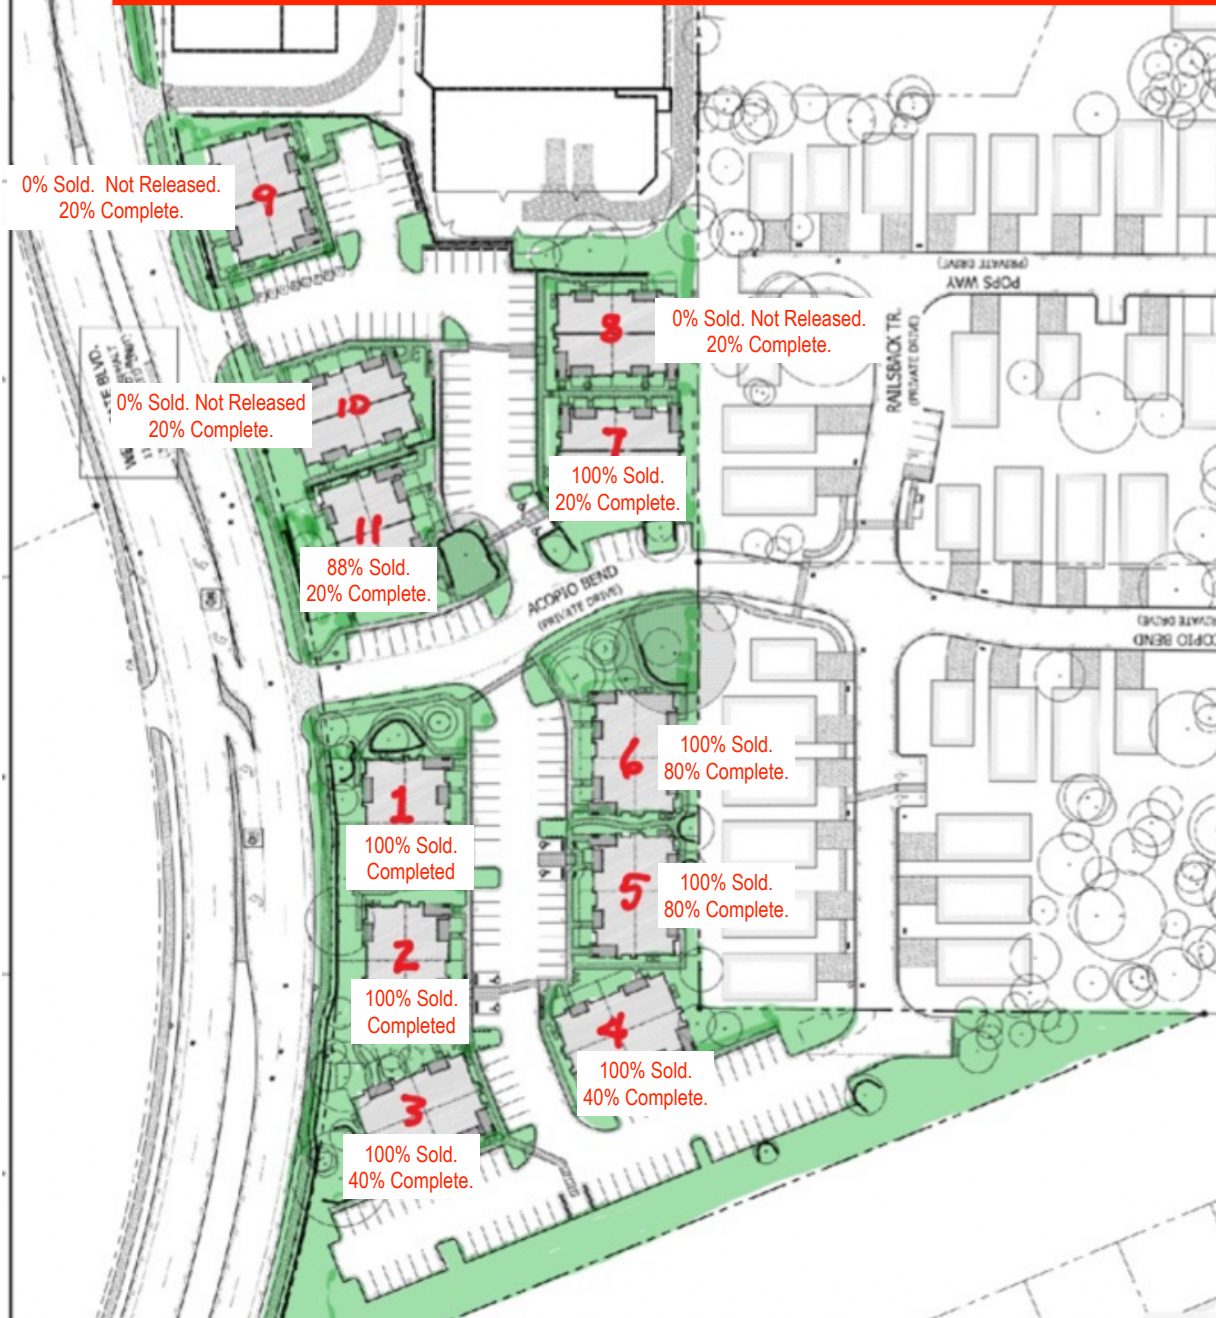 9
0% Sold.  Not Released.
20% Complete.
POPS WAY
(PRIVATE DRIVE)
8
0% Sold. Not Released.
20% Complete.
RAILSBACK TR.
(PRIVATE DRIVE)
10
0% Sold. Not Released
20% Complete.
7
100% Sold.
20% Complete.
11
88% Sold.
20% Complete.
ACOPIO BEND
(PRIVATE DRIVE)
BEND
6
100% Sold.
80% Complete.
1
100% Sold.
Completed
5
100% Sold.
80% Complete.
2
100% Sold.
Completed
4
100% Sold.
40% Complete.
3
100% Sold.
40% Complete.